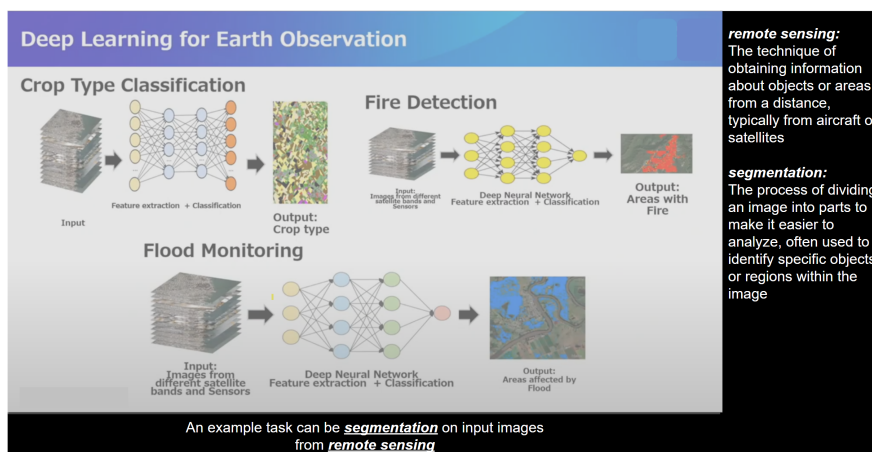 Deep Learning for Earth Observation
Crop Type Classification
Input
Feature extraction + Classification
Output:
Crop type
Fire Detection
Input:
Images from different
satellite bands and
Sensors
Deep Neural Network
Feature extraction + Classification
Output:
Areas with
Fire
Flood Monitoring
Input:
Images from
different satellite
bands and Sensors
Deep Neural Network
Feature extraction + Classification
Output:
Areas affected by
Flood
remote sensing:
The technique of
obtaining information
about objects or areas
from a distance,
typically from aircraft o
satellites
segmentation:
The process of dividing
an image into parts to
make it easier to
analyze, often used to
identify specific objects
or regions within the
image
An example task can be segmentation on input images
from remote sensing